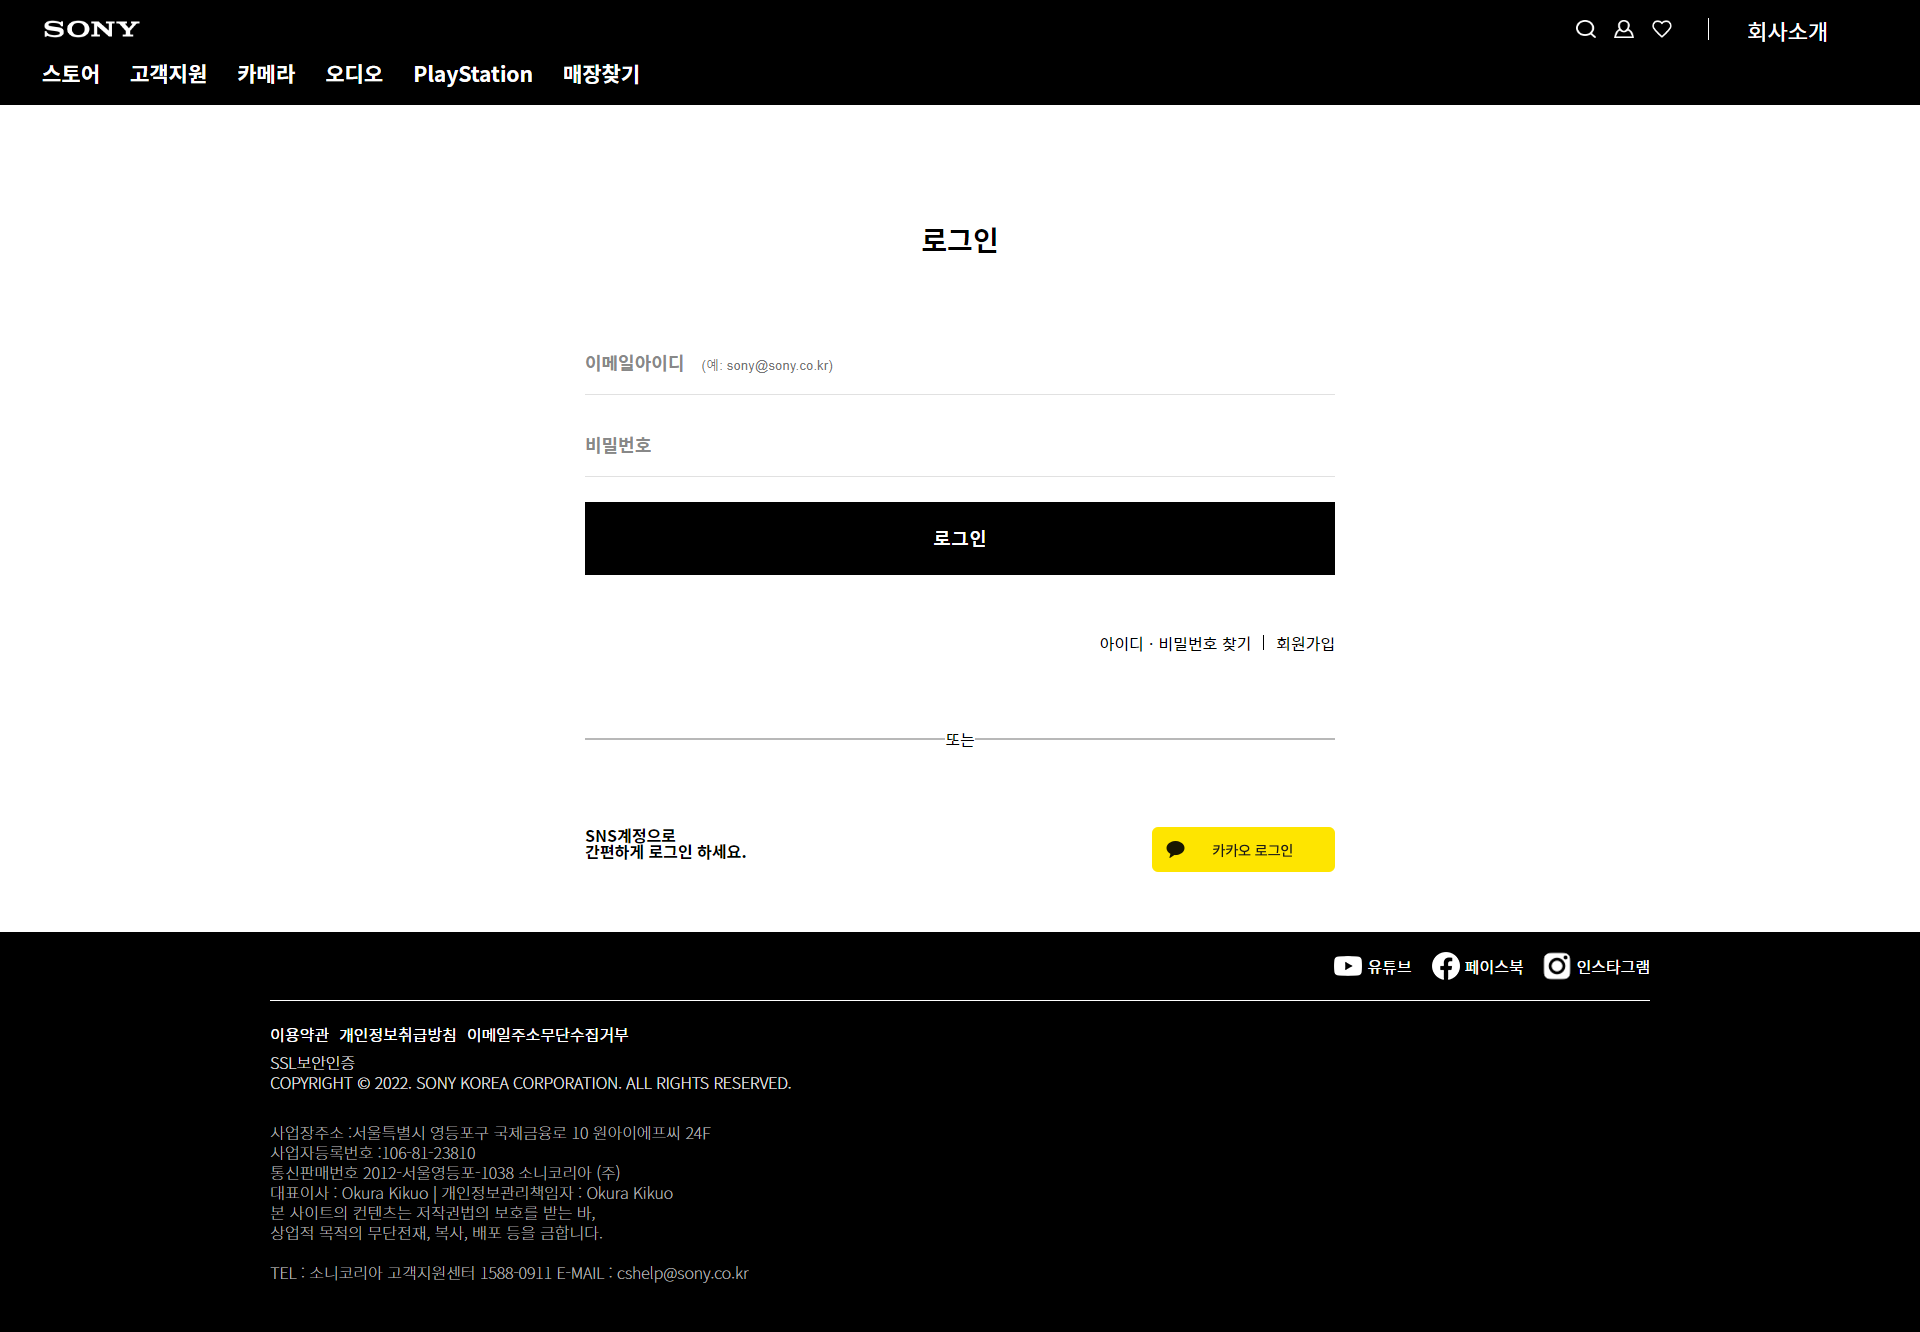 SONY
회사소개
스토어 고객지원 카메라 오디오 PlayStation 매장찾기
로그인
이메일아이디 (예: sony@sony.co.kr)
비밀번호
로그인
아이디 · 비밀번호 찾기 | 회원가입
또는
SNS계정으로
간편하게 로그인 하세요.
카카오 로그인
유튜브 페이스북 인스타그램
이용약관 개인정보취급방침 이메일주소무단수집거부
SSL보안인증
COPYRIGHT © 2022. SONY KOREA CORPORATION. ALL RIGHTS RESERVED.
사업장주소 :서울특별시 영등포구 국제금융로 10 원아이에프씨 24F
사업자등록번호 :106-81-23810
통신판매번호 2012-서울영등포-1038 소니코리아 (주)
대표이사 : Okura Kikuo | 개인정보관리책임자 : Okura Kikuo
본 사이트의 컨텐츠는 저작권법의 보호를 받는 바,
상업적 목적의 무단전재, 복사, 배포 등을 금합니다.
TEL : 소니코리아 고객지원센터 1588-0911 E-MAIL : cshelp@sony.co.kr